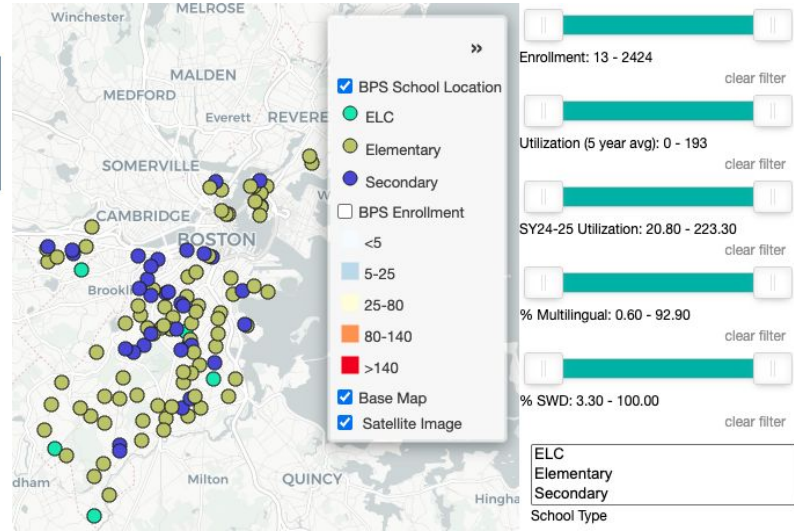 Winchester
MELROSE
MALDEN
MEDFORD
Everett
REVERE
SOMERVILLE
CAMBRIDGE
BOSTON
Milton
QUINCY
»
BPS School Location
ELC
Elementary
Secondary
BPS Enrollment
<5
5-25
25-80
80-140
>140
Base Map
Satellite Image
Enrollment: 13 - 2424
clear filter
Utilization (5 year avg): 0 - 193
clear filter
SY24-25 Utilization: 20.80 - 223.30
clear filter
% Multilingual: 0.60 - 92.90
clear filter
% SWD: 3.30 - 100.00
clear filter
ELC
Elementary
Secondary
School Type